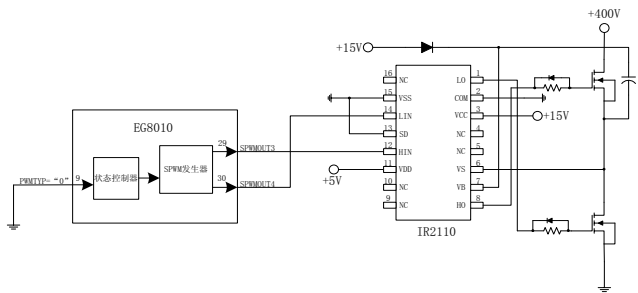 +400V
+15V
16 NC LO 1
15 VSS COM 2
14 LIN VCC 3
+15V
13 SD NC 4
12 HIN NC 5
11 VDD VS 6
+5V
10 NC VB 7
9 NC HO 8
IR2110
EG8010
29 SPWMOUT3
30 SPWMOUT4
PWMTYP= “0” 9
状态控制器
SPWM发生器